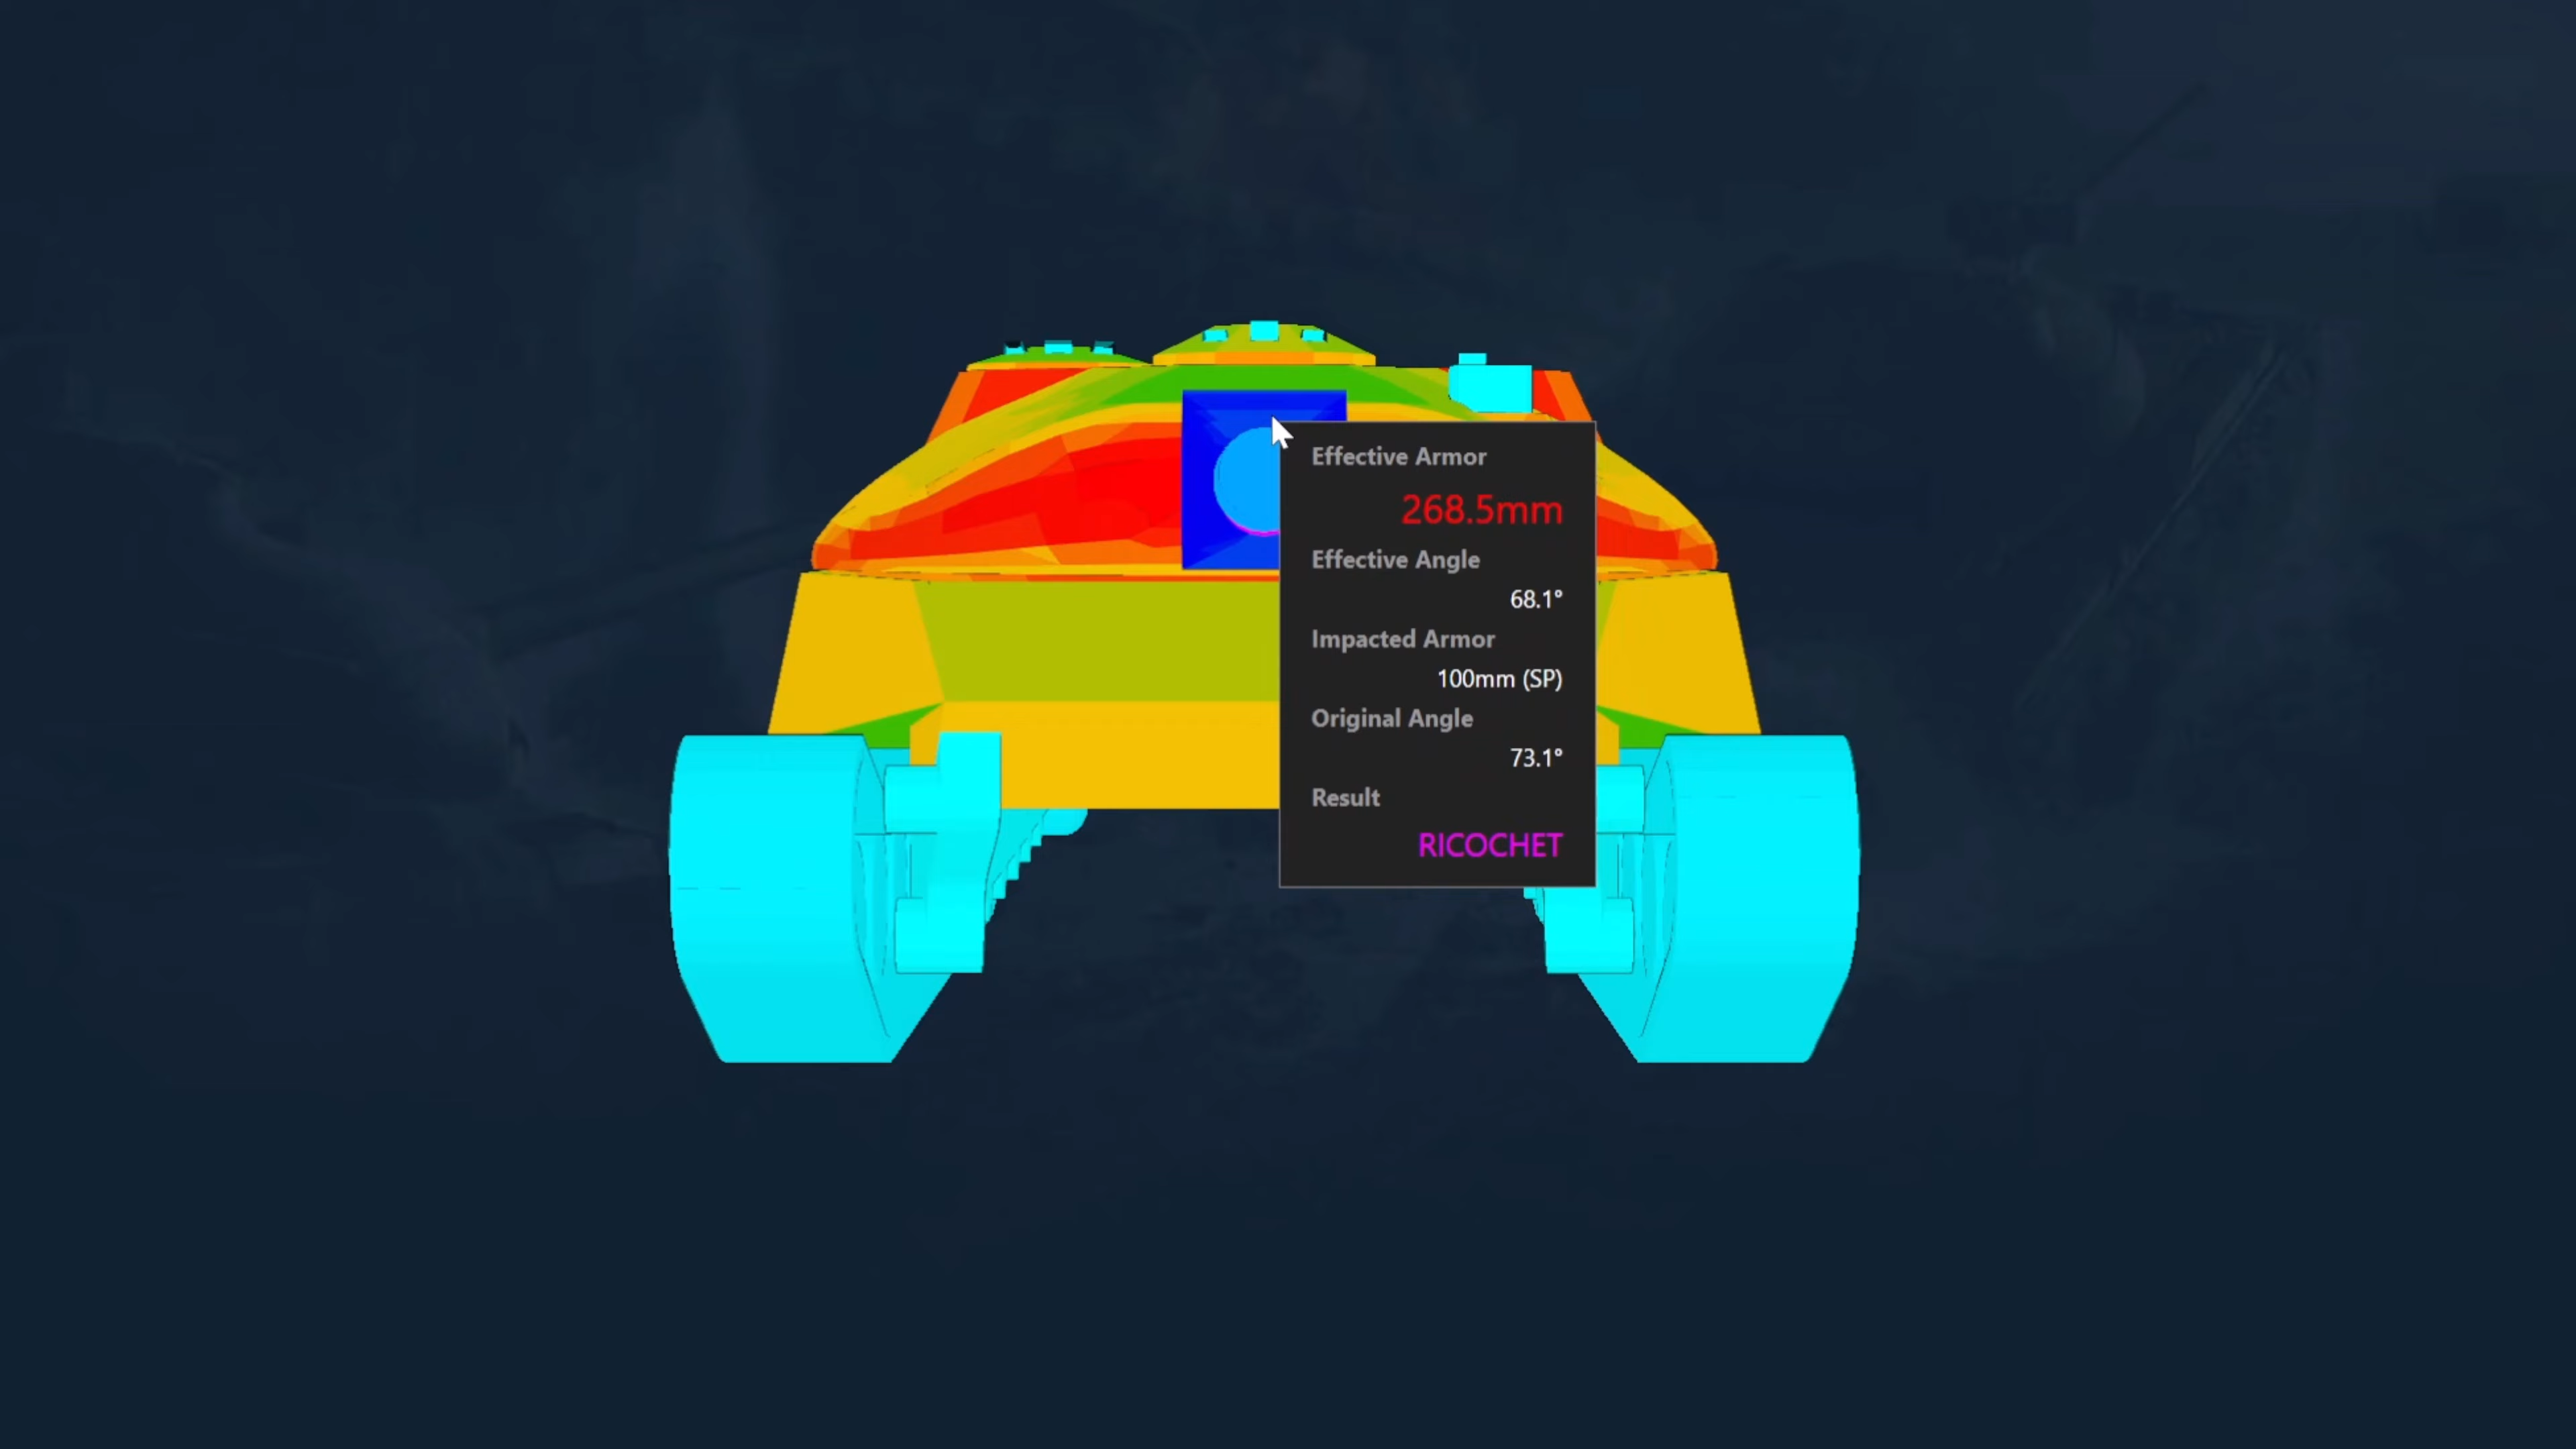 Effective Armor
268.5mm
Effective Angle
68.1°
Impacted Armor
100mm (SP)
Original Angle
73.1°
Result
RICOCHET